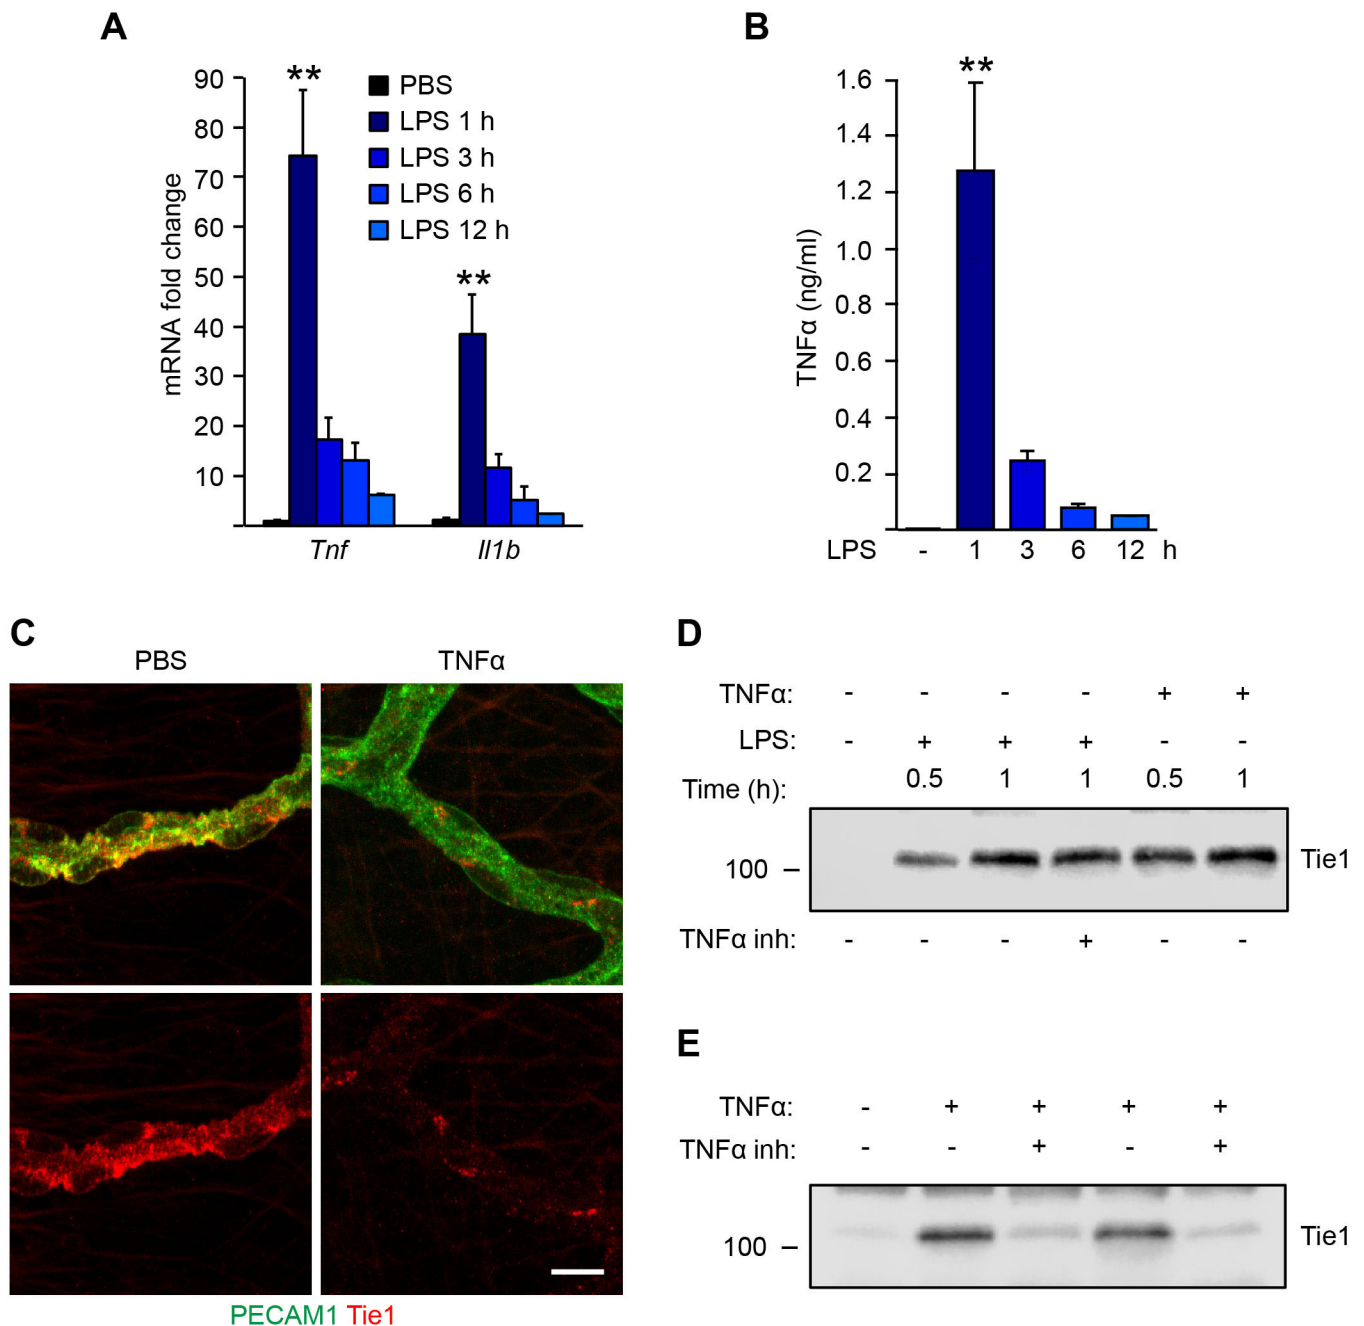 A
mRNA fold change
90
80
70
60
50
40
30
20
10
**
**
PBS
LPS 1 h
LPS 3 h
LPS 6 h
LPS 12 h
Tnf
Il1b
B
TNFα (ng/ml)
1.6
1.4
1.2
1.0
0.8
0.6
0.4
0.2
**
LPS - 1 3 6 12 h
C
PBS TNFα
PECAM1 Tie1
D
TNFα: - - - - + +
LPS: - + + + - -
Time (h): 0.5 1 1 0.5 1
100 –
Tie1
TNFα inh: - - - + - -
E
TNFα: - + + + +
TNFα inh: - - + - +
100 –
Tie1